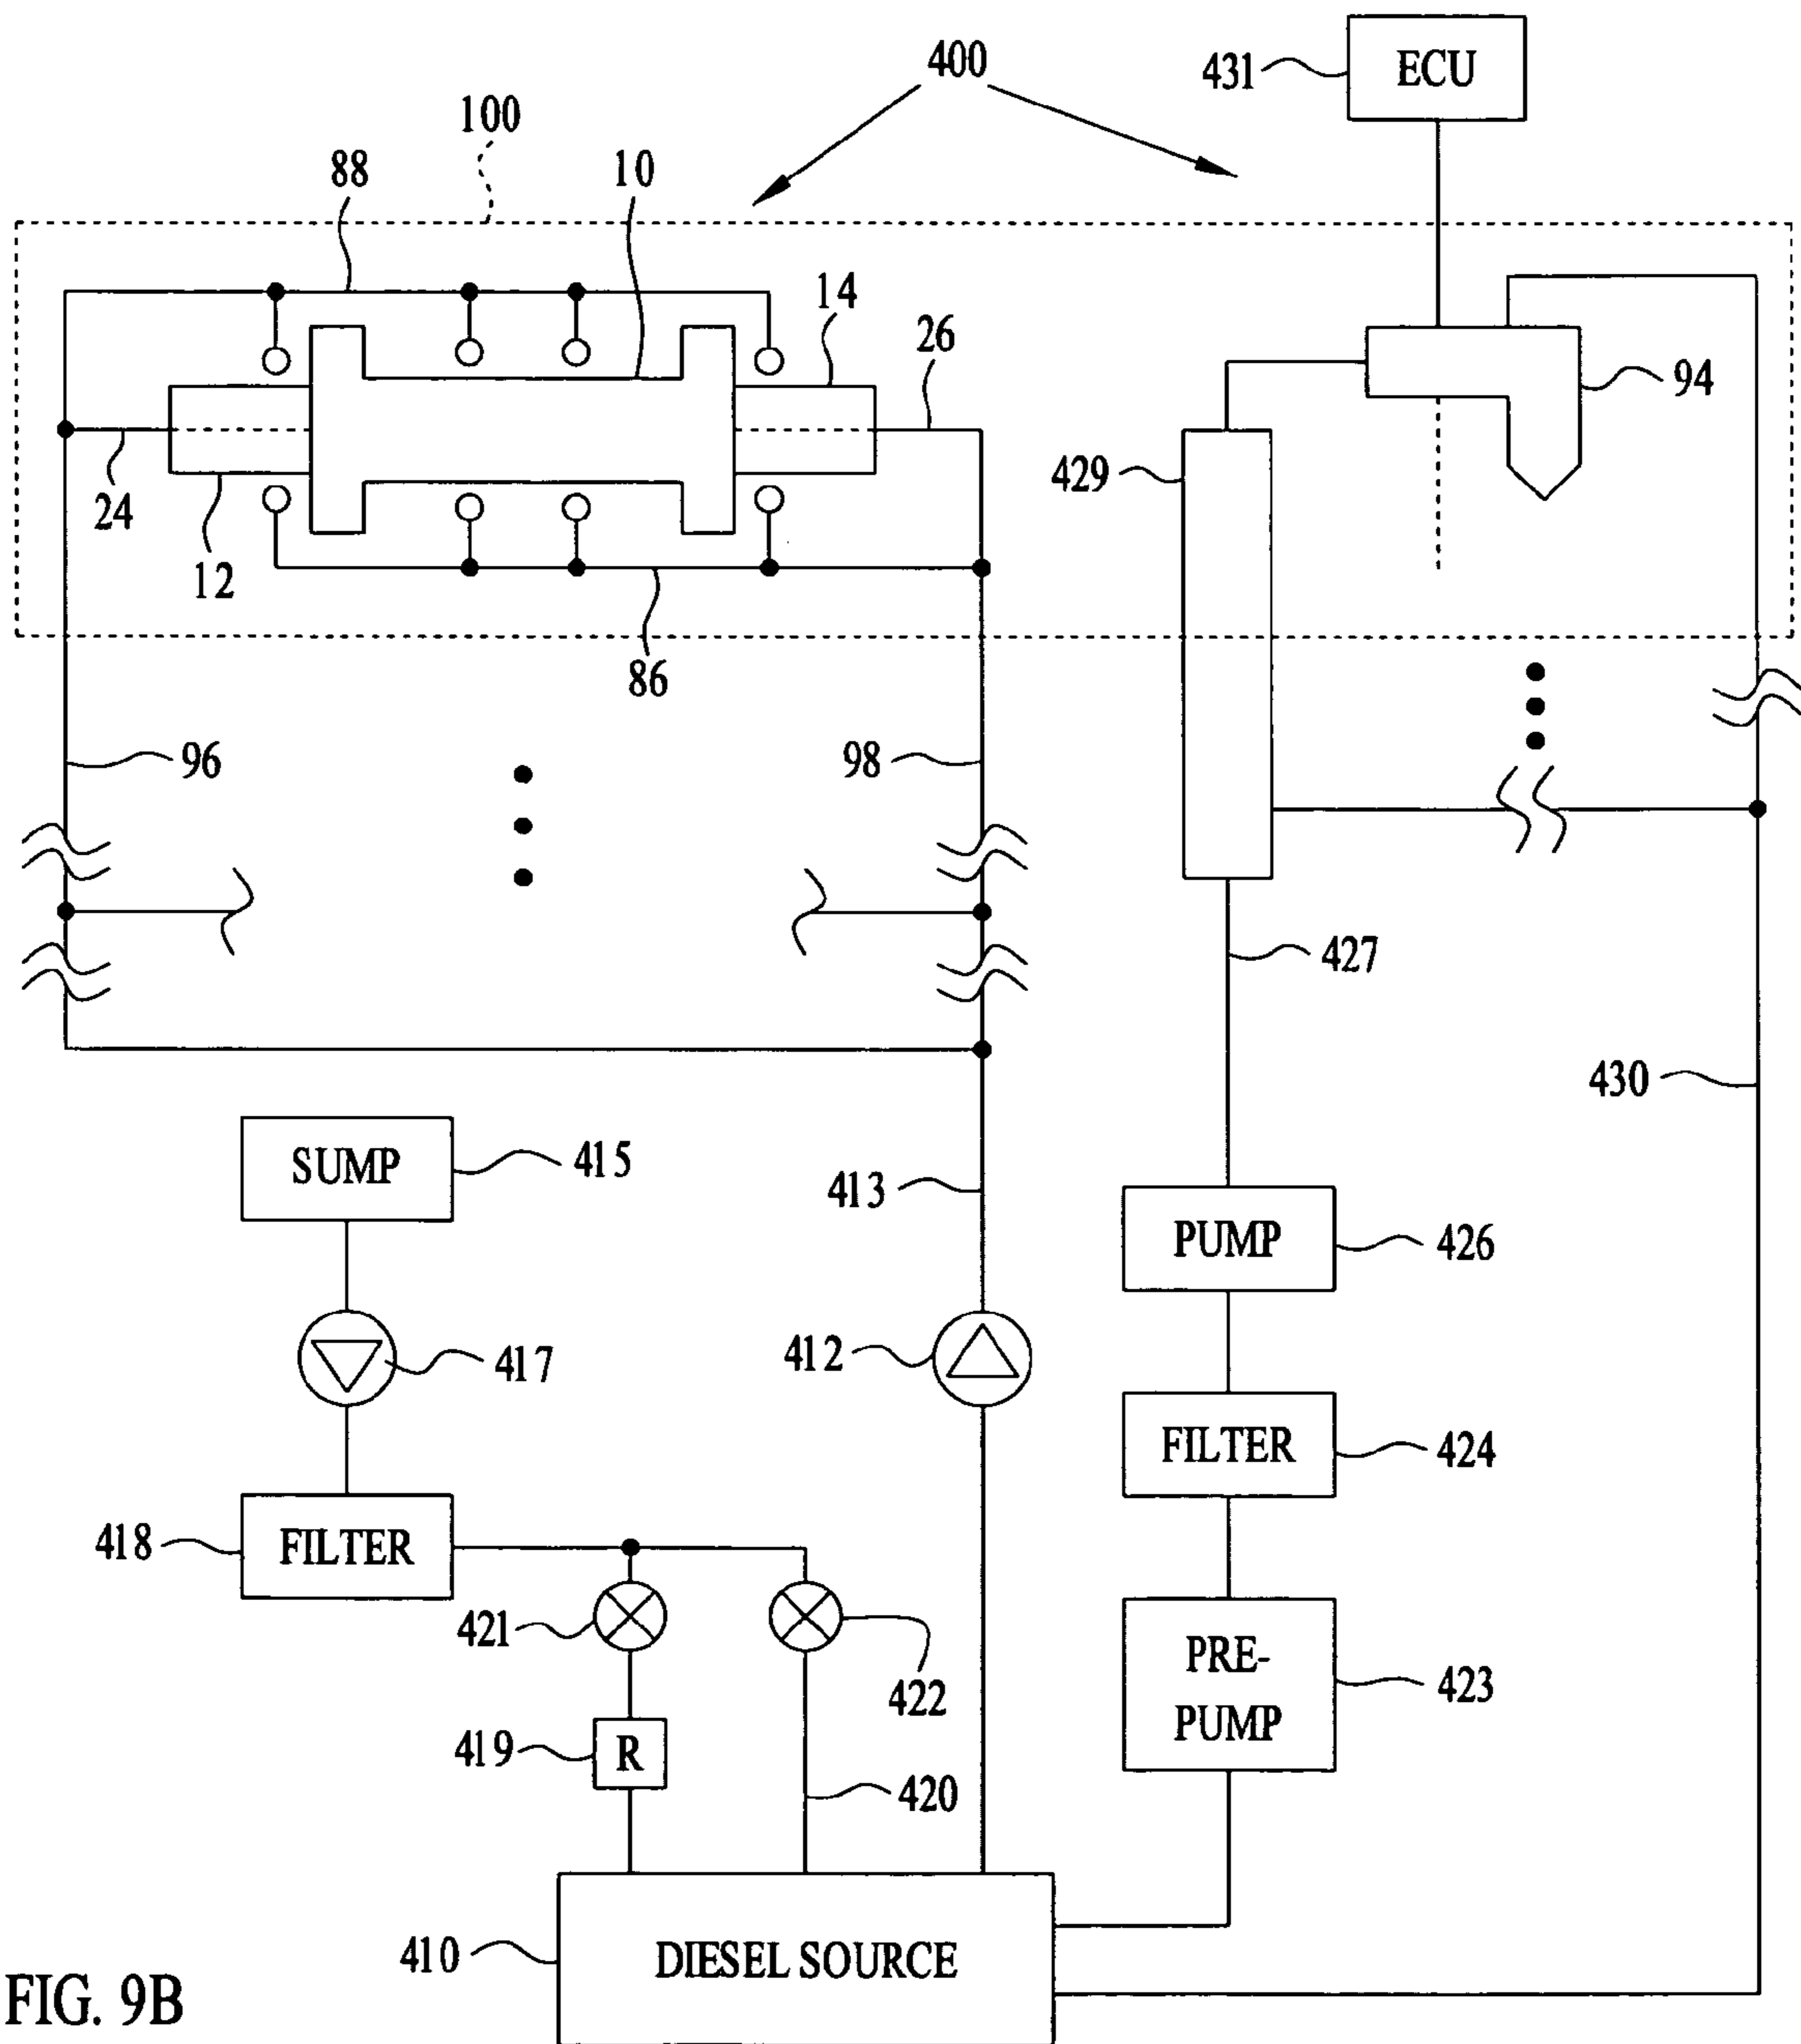 400
431
ECU
100
88
10
14
26
94
24
12
429
86
96
98
427
430
SUMP
415
413
PUMP
426
417
412
FILTER
424
418
FILTER
421
422
PRE-
PUMP
423
419
R
420
410
DIESEL SOURCE
FIG. 9B